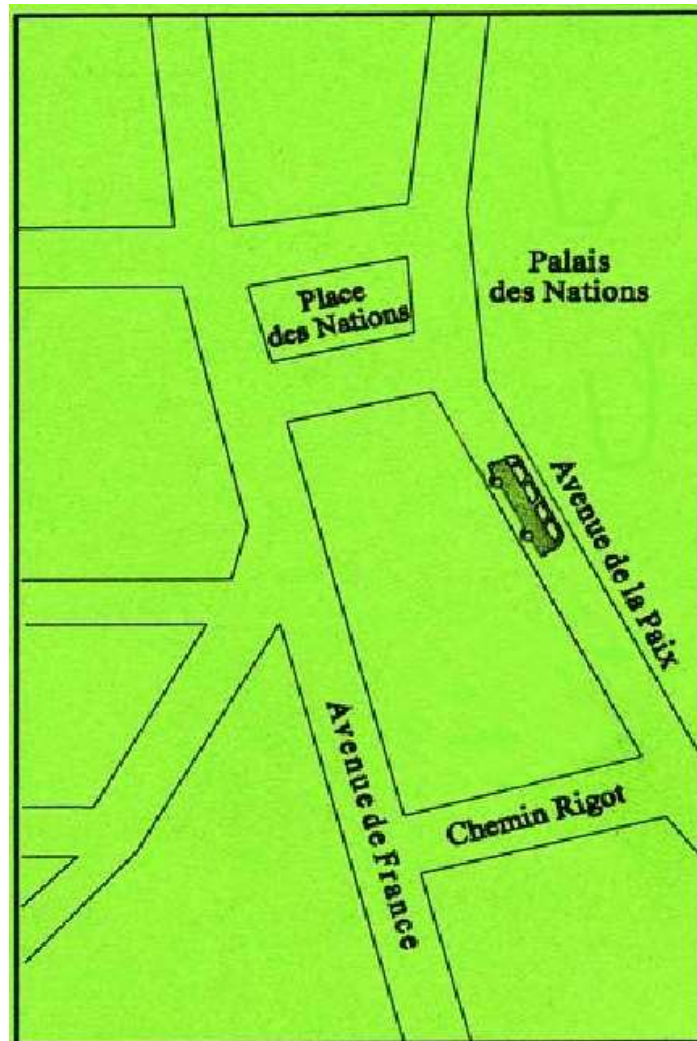 Palais
des Nations
Place
des Nations
Avenue de la Paix
Avenue de France
Chemin Rigot